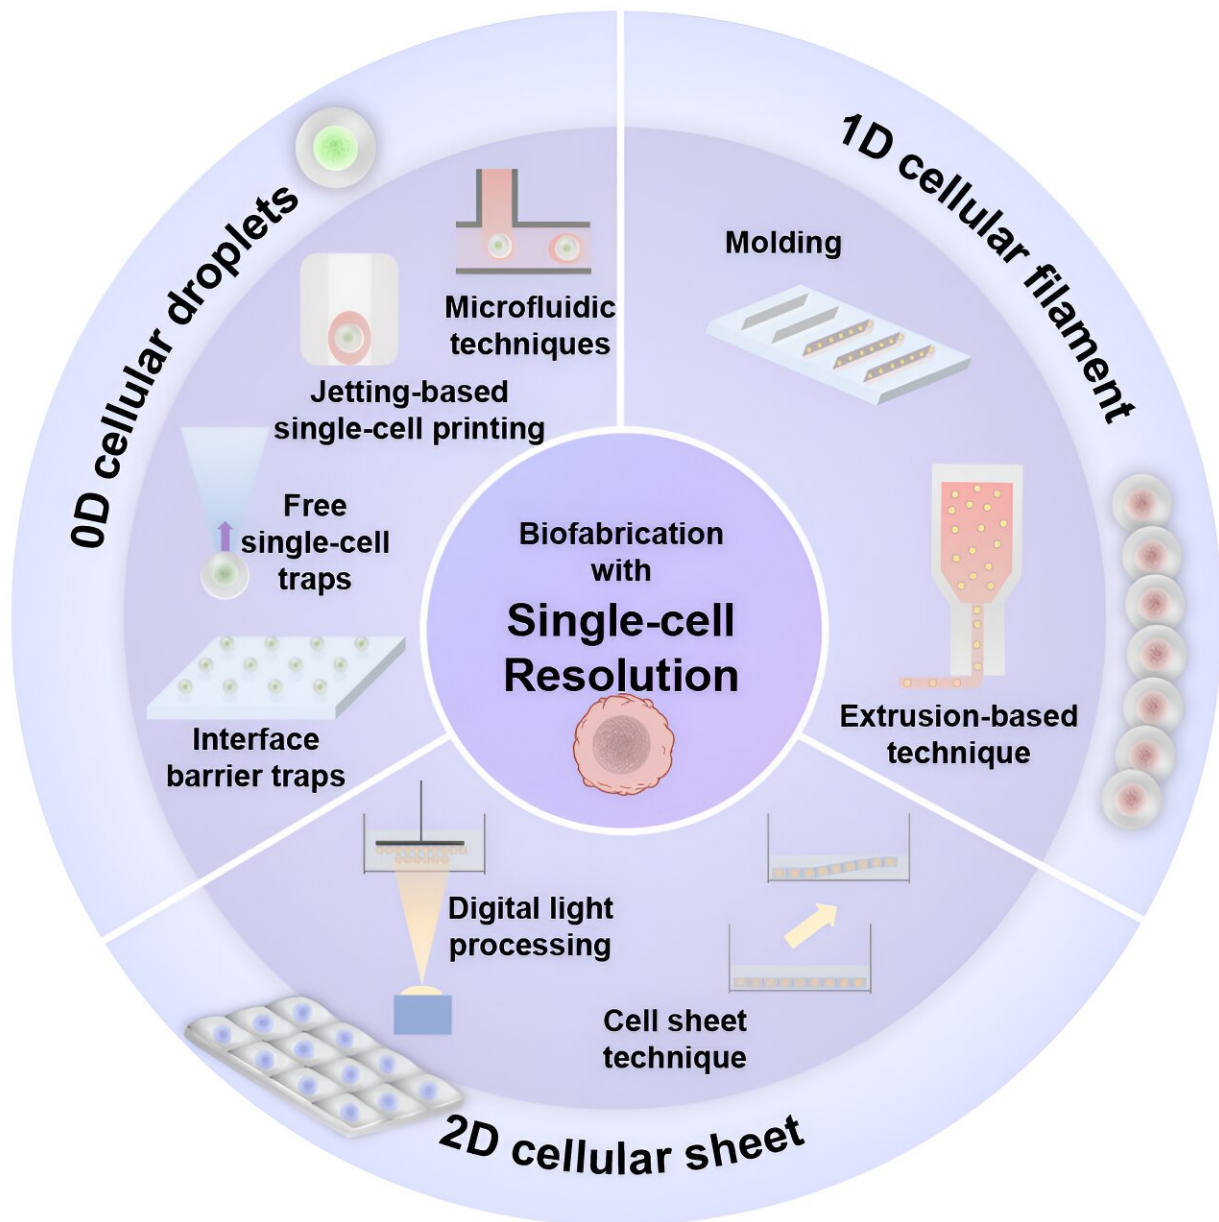 0D cellular droplets
Microfluidic
techniques
Jetting-based
single-cell printing
Free
single-cell
traps
Interface
barrier traps
1D cellular filament
Molding
Extrusion-based
technique
Biofabrication
with
Single-cell
Resolution
Digital light
processing
Cell sheet
technique
2D cellular sheet